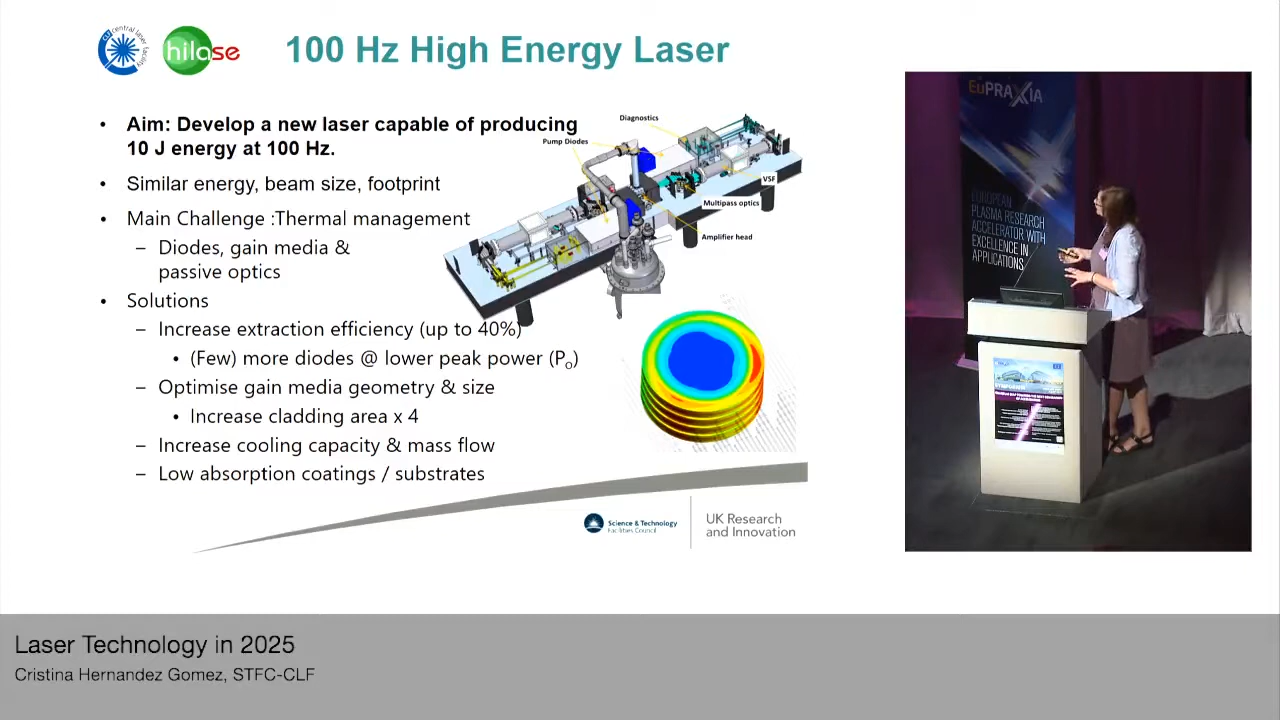 central laser facility
hilase
100 Hz High Energy Laser
• Aim: Develop a new laser capable of producing
10 J energy at 100 Hz.
• Similar energy, beam size, footprint
• Main Challenge :Thermal management
– Diodes, gain media &
passive optics
• Solutions
– Increase extraction efficiency (up to 40%)
• (Few) more diodes @ lower peak power (Po)
– Optimise gain media geometry & size
• Increase cladding area x 4
– Increase cooling capacity & mass flow
– Low absorption coatings / substrates
Diagnostics
Pump Diodes
VSF
Multipass optics
Amplifier head
Science & Technology
Facilities Council
UK Research
and Innovation
EuPRAXIA
EUROPEAN
PLASMA RESEARCH
ACCELERATOR WITH
EXCELLENCE IN
APPLICATIONS
SYMPOSIUM
Laser Technology in 2025
Cristina Hernandez Gomez, STFC-CLF